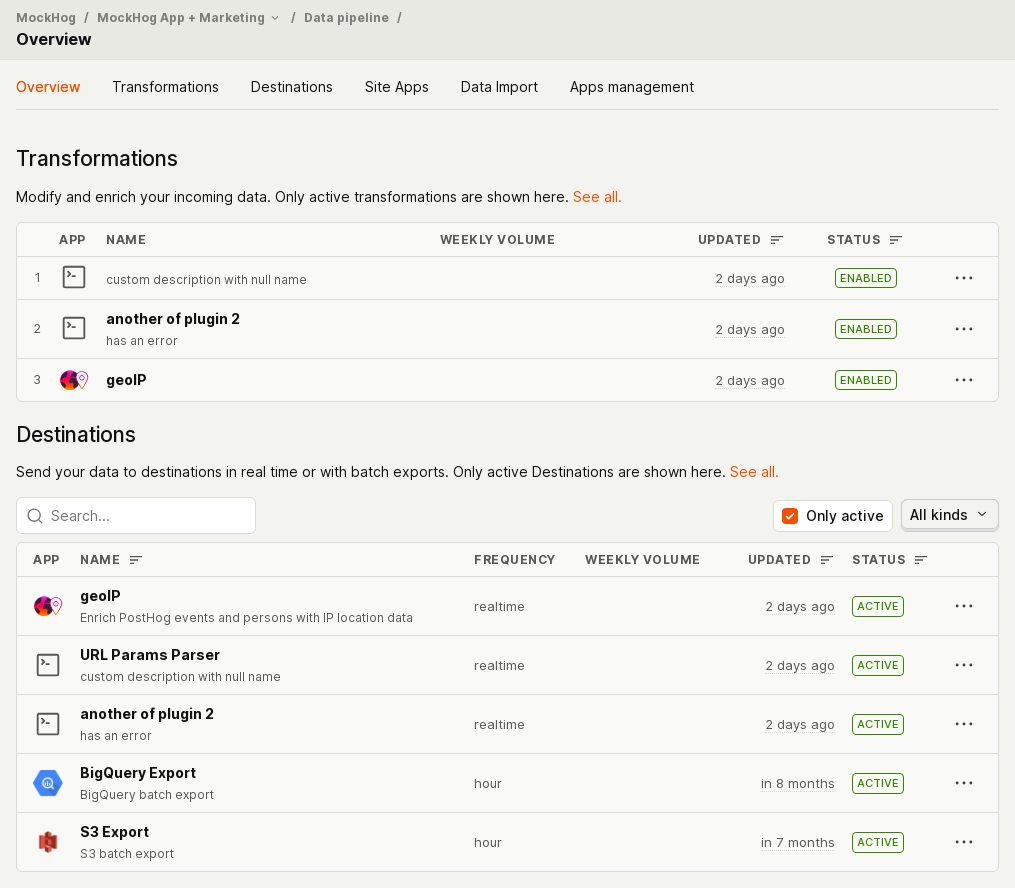 MockHog / MockHog App + Marketing / Data pipeline /
Overview
Overview Transformations Destinations Site Apps Data Import Apps management
Transformations
Modify and enrich your incoming data. Only active transformations are shown here. See all.
APP NAME WEEKLY VOLUME UPDATED STATUS
1 custom description with null name 2 days ago ENABLED
2 another of plugin 2 2 days ago ENABLED
has an error
3 geoIP 2 days ago ENABLED
Destinations
Send your data to destinations in real time or with batch exports. Only active Destinations are shown here. See all.
Search... Only active All kinds
APP NAME FREQUENCY WEEKLY VOLUME UPDATED STATUS
geoIP realtime 2 days ago ACTIVE
Enrich PostHog events and persons with IP location data
URL Params Parser realtime 2 days ago ACTIVE
custom description with null name
another of plugin 2 realtime 2 days ago ACTIVE
has an error
BigQuery Export hour in 8 months ACTIVE
BigQuery batch export
S3 Export hour in 7 months ACTIVE
S3 batch export